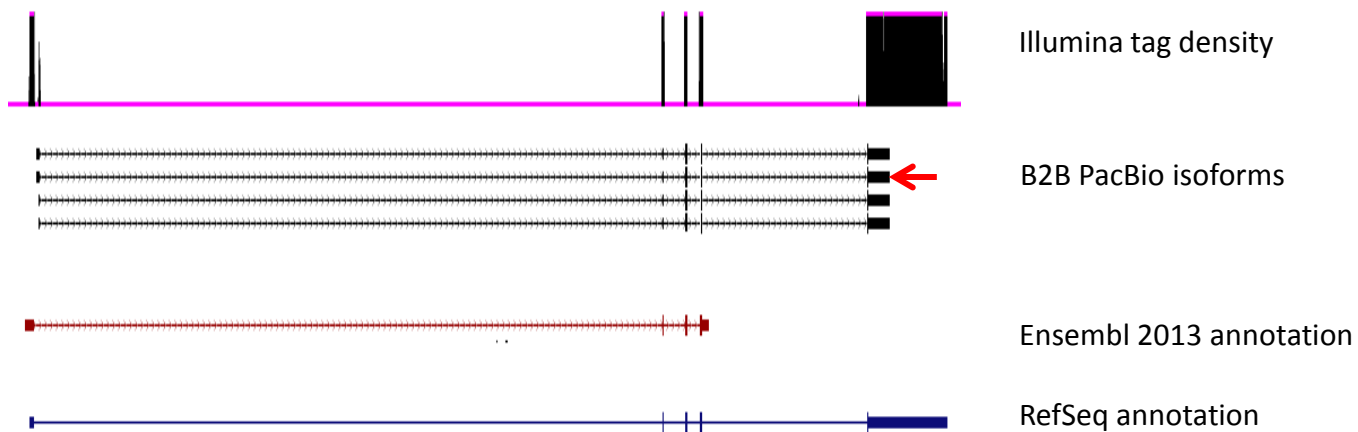 Illumina tag density
B2B PacBio isoforms
Ensembl 2013 annotation
RefSeq annotation